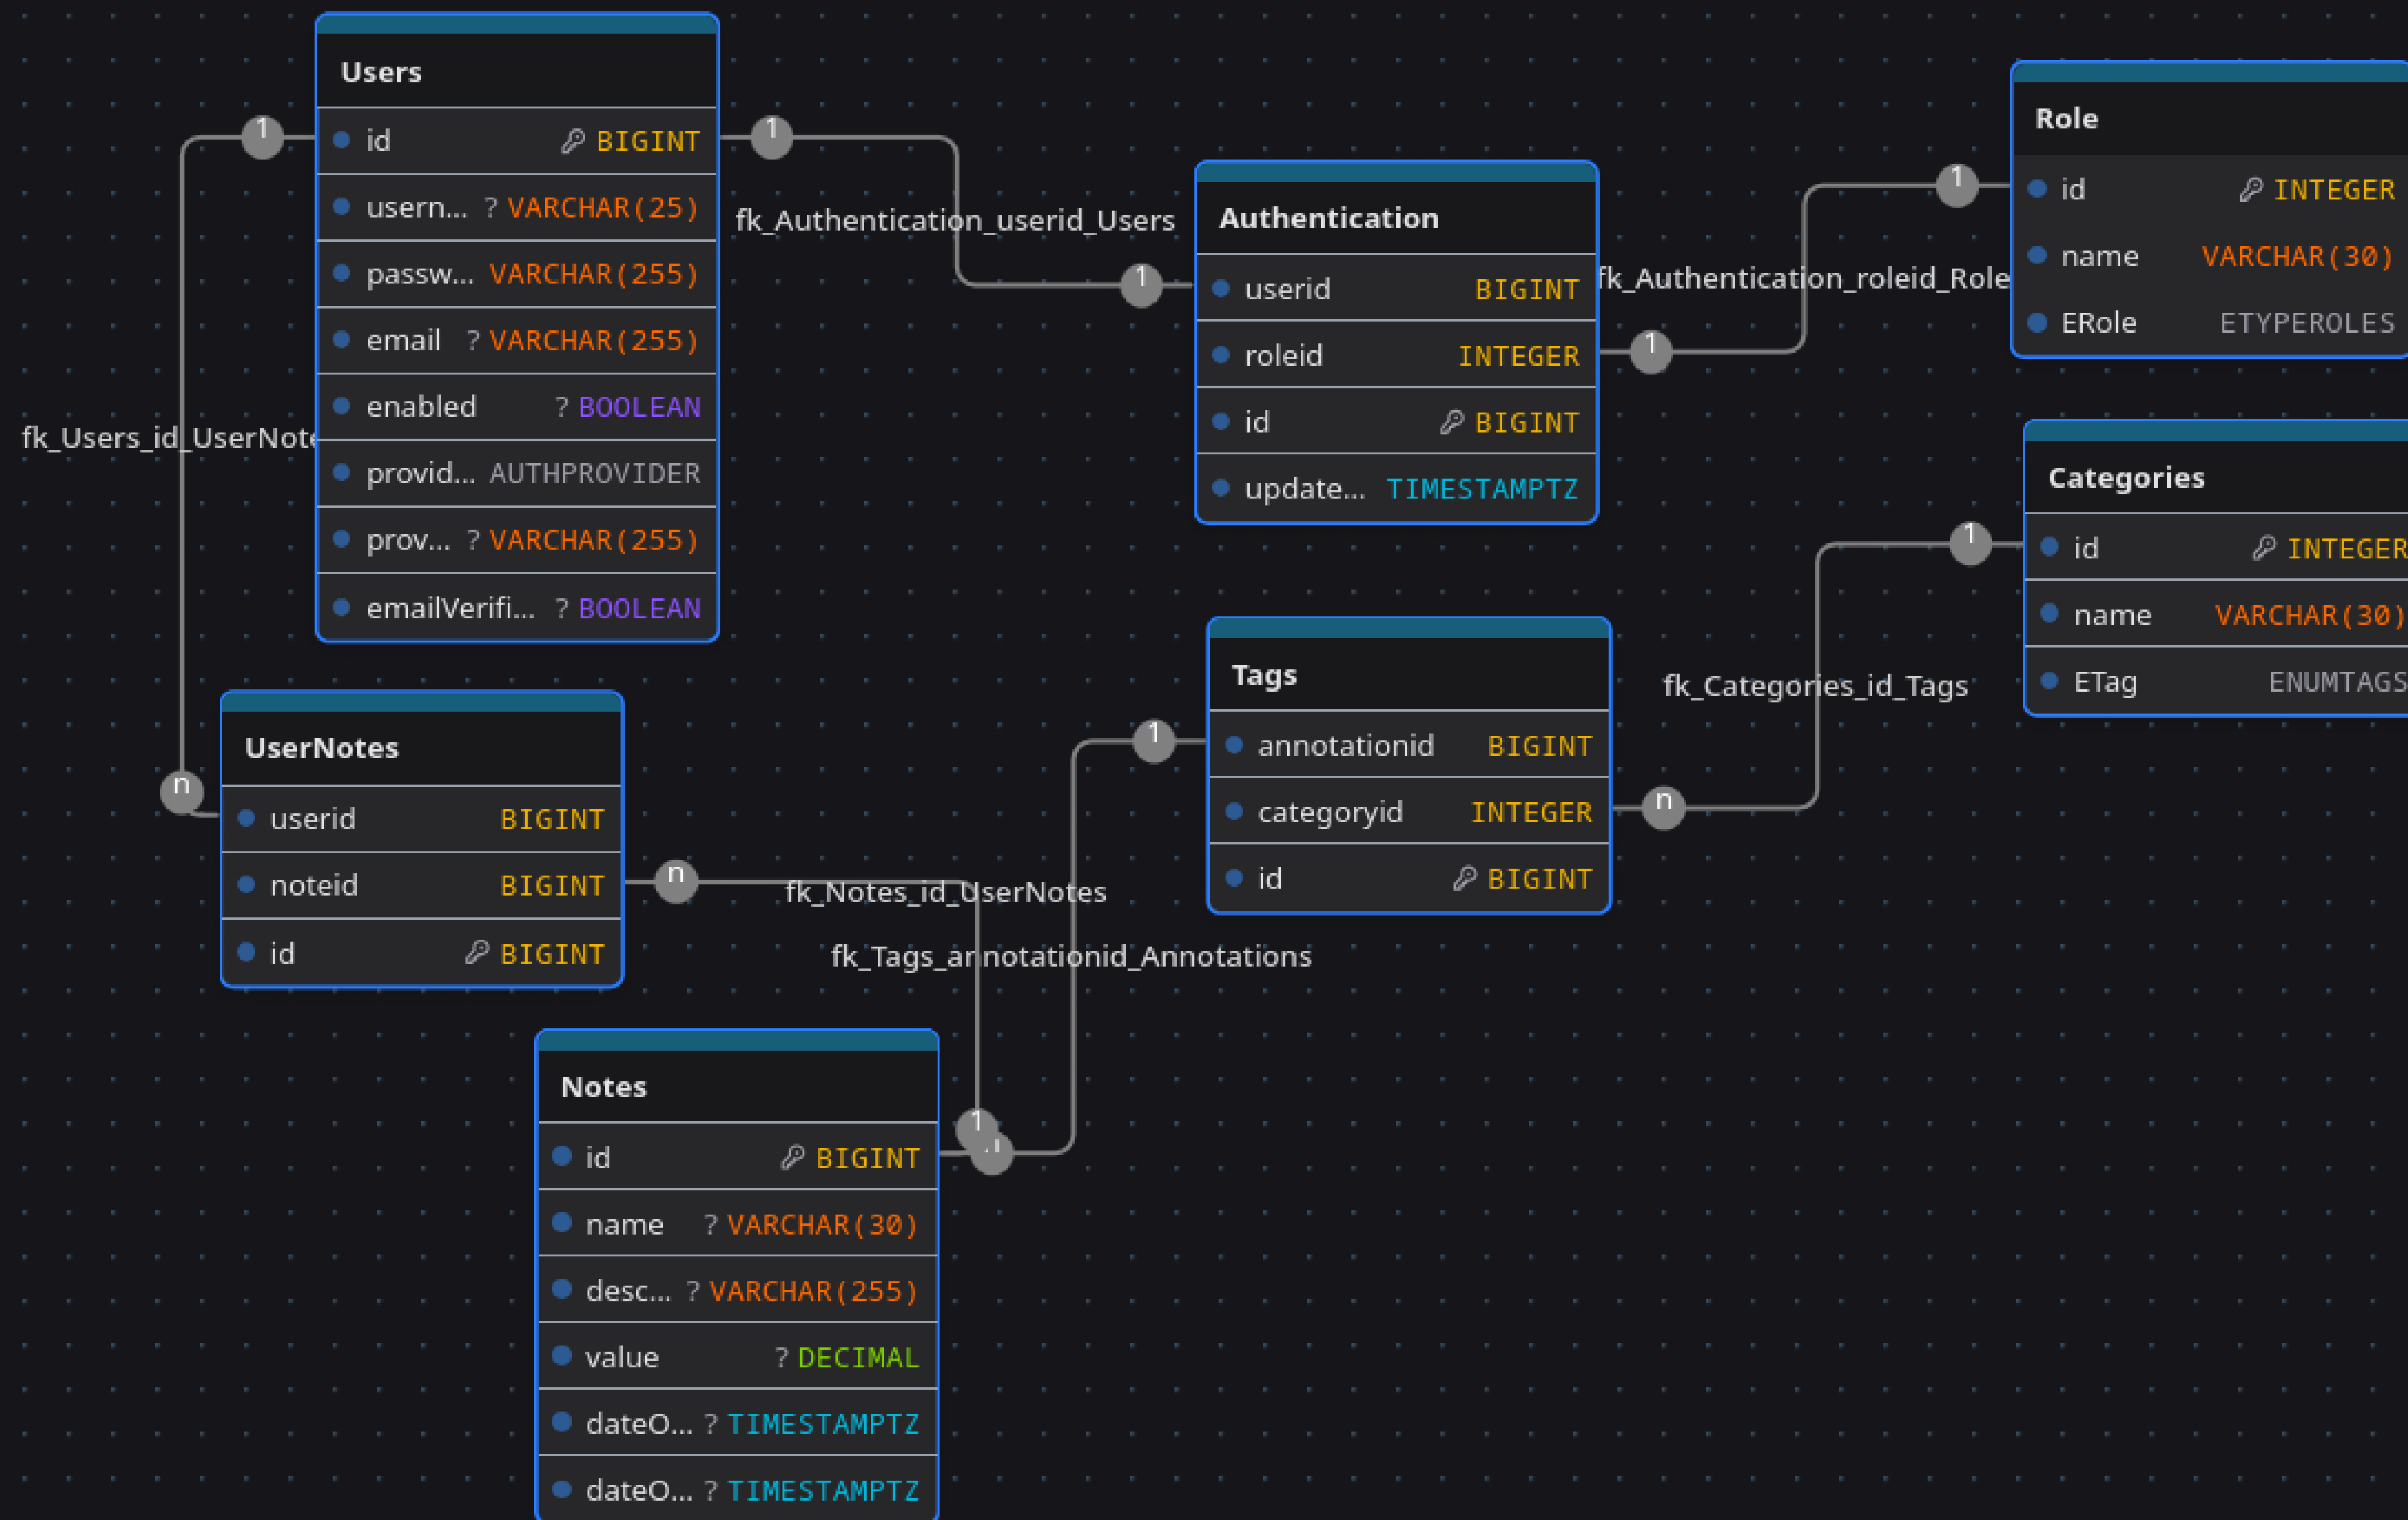 Users
1
id BIGINT
usern... ? VARCHAR(25)
passw... VARCHAR(255)
email ? VARCHAR(255)
enabled ? BOOLEAN
provid... AUTHPROVIDER
prov... ? VARCHAR(255)
emailVerifi... ? BOOLEAN
1
fk_Authentication_userid_Users
1
Authentication
userid BIGINT
roleid INTEGER
id BIGINT
update... TIMESTAMPTZ
fk_Authentication_roleid_Role
1
1
Role
id INTEGER
name VARCHAR(30)
ERole ETYPEROLES
Categories
1
id INTEGER
name VARCHAR(30)
ETag ENUMTAGS
fk_Users_id_UserNote
n
UserNotes
userid BIGINT
noteid BIGINT
id BIGINT
n
fk_Notes_id_UserNotes
Tags
1
annotationid BIGINT
categoryid INTEGER
id BIGINT
fk_Categories_id_Tags
n
fk_Tags_annotationid_Annotations
Notes
1
id BIGINT
name ? VARCHAR(30)
desc... ? VARCHAR(255)
value ? DECIMAL
dateO... ? TIMESTAMPTZ
dateO... ? TIMESTAMPTZ